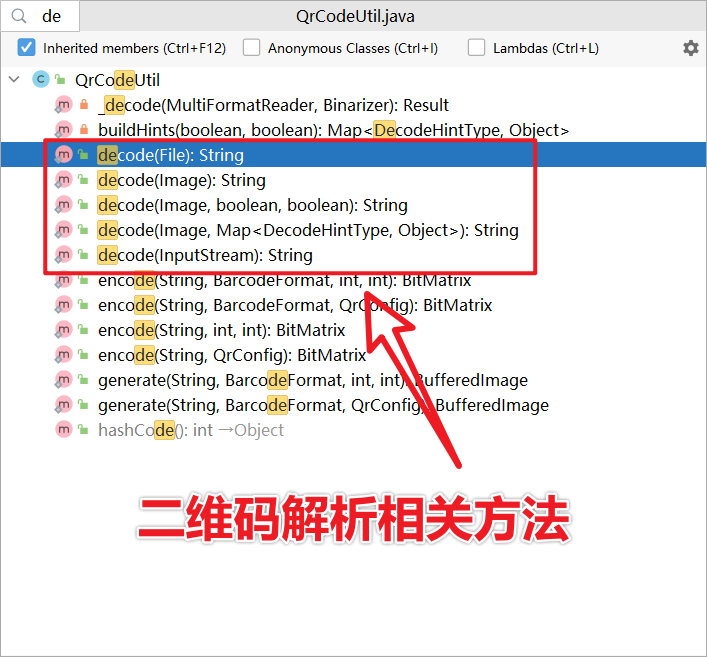 de
QrCodeUtil.java
Inherited members (Ctrl+F12)
Anonymous Classes (Ctrl+I)
Lambdas (Ctrl+L)
C QrCodeUtil
m _decode(MultiFormatReader, Binarizer): Result
m buildHints(boolean, boolean): Map<DecodeHintType, Object>
m decode(File): String
m decode(Image): String
m decode(Image, boolean, boolean): String
m decode(Image, Map<DecodeHintType, Object>): String
m decode(InputStream): String
m encode(String, BarcodeFormat, int, int): BitMatrix
m encode(String, BarcodeFormat, QrConfig): BitMatrix
m encode(String, int, int): BitMatrix
m encode(String, QrConfig): BitMatrix
m generate(String, BarcodeFormat, int, int): BufferedImage
m generate(String, BarcodeFormat, QrConfig): BufferedImage
m hashCode(): int →Object
二维码解析相关方法